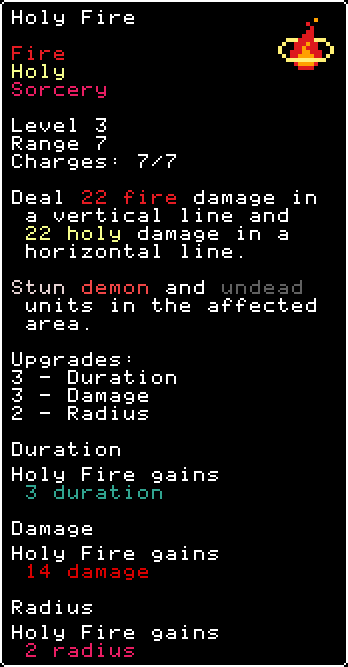 Holy Fire
Fire
Holy
Sorcery
Level 3
Range 7
Charges: 7/7
Deal 22 fire damage in
a vertical line and
22 holy damage in a
horizontal line.
Stun demon and undead
units in the affected
area.
Upgrades:
3 - Duration
3 - Damage
2 - Radius
Duration
Holy Fire gains
3 duration
Damage
Holy Fire gains
14 damage
Radius
Holy Fire gains
2 radius